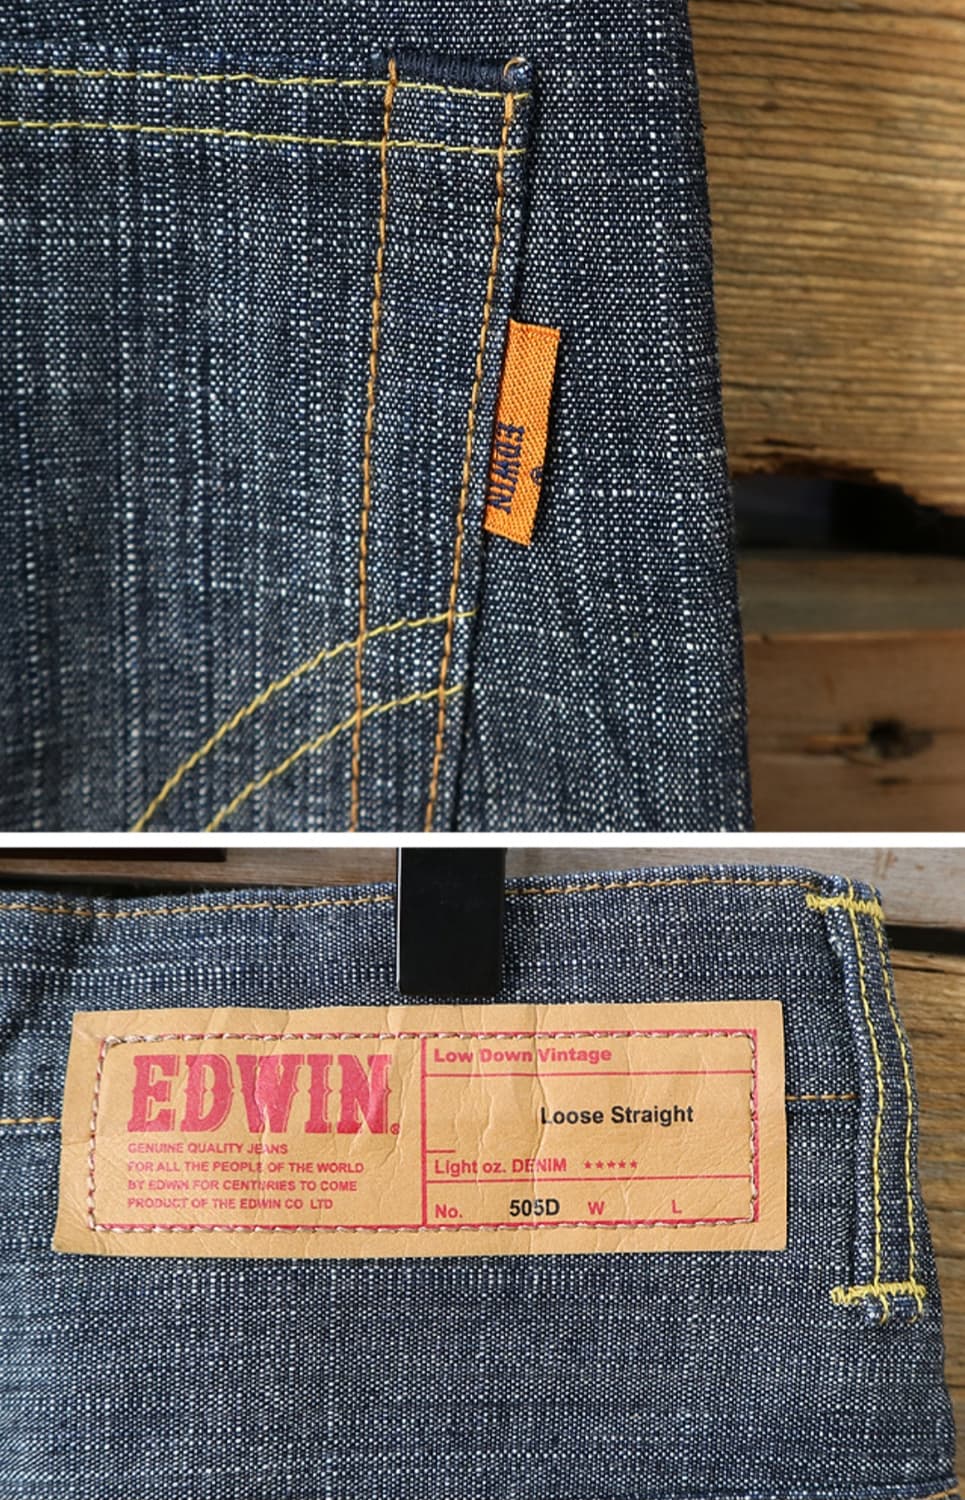 EDWIN
EDWIN®
GENUINE QUALITY JEANS
FOR ALL THE PEOPLE OF THE WORLD
BY EDWIN FOR CENTURIES TO COME
PRODUCT OF THE EDWIN CO LTD
Low Down Vintage
Loose Straight
Light oz. DENIM ★★★★★
No. 505D W L